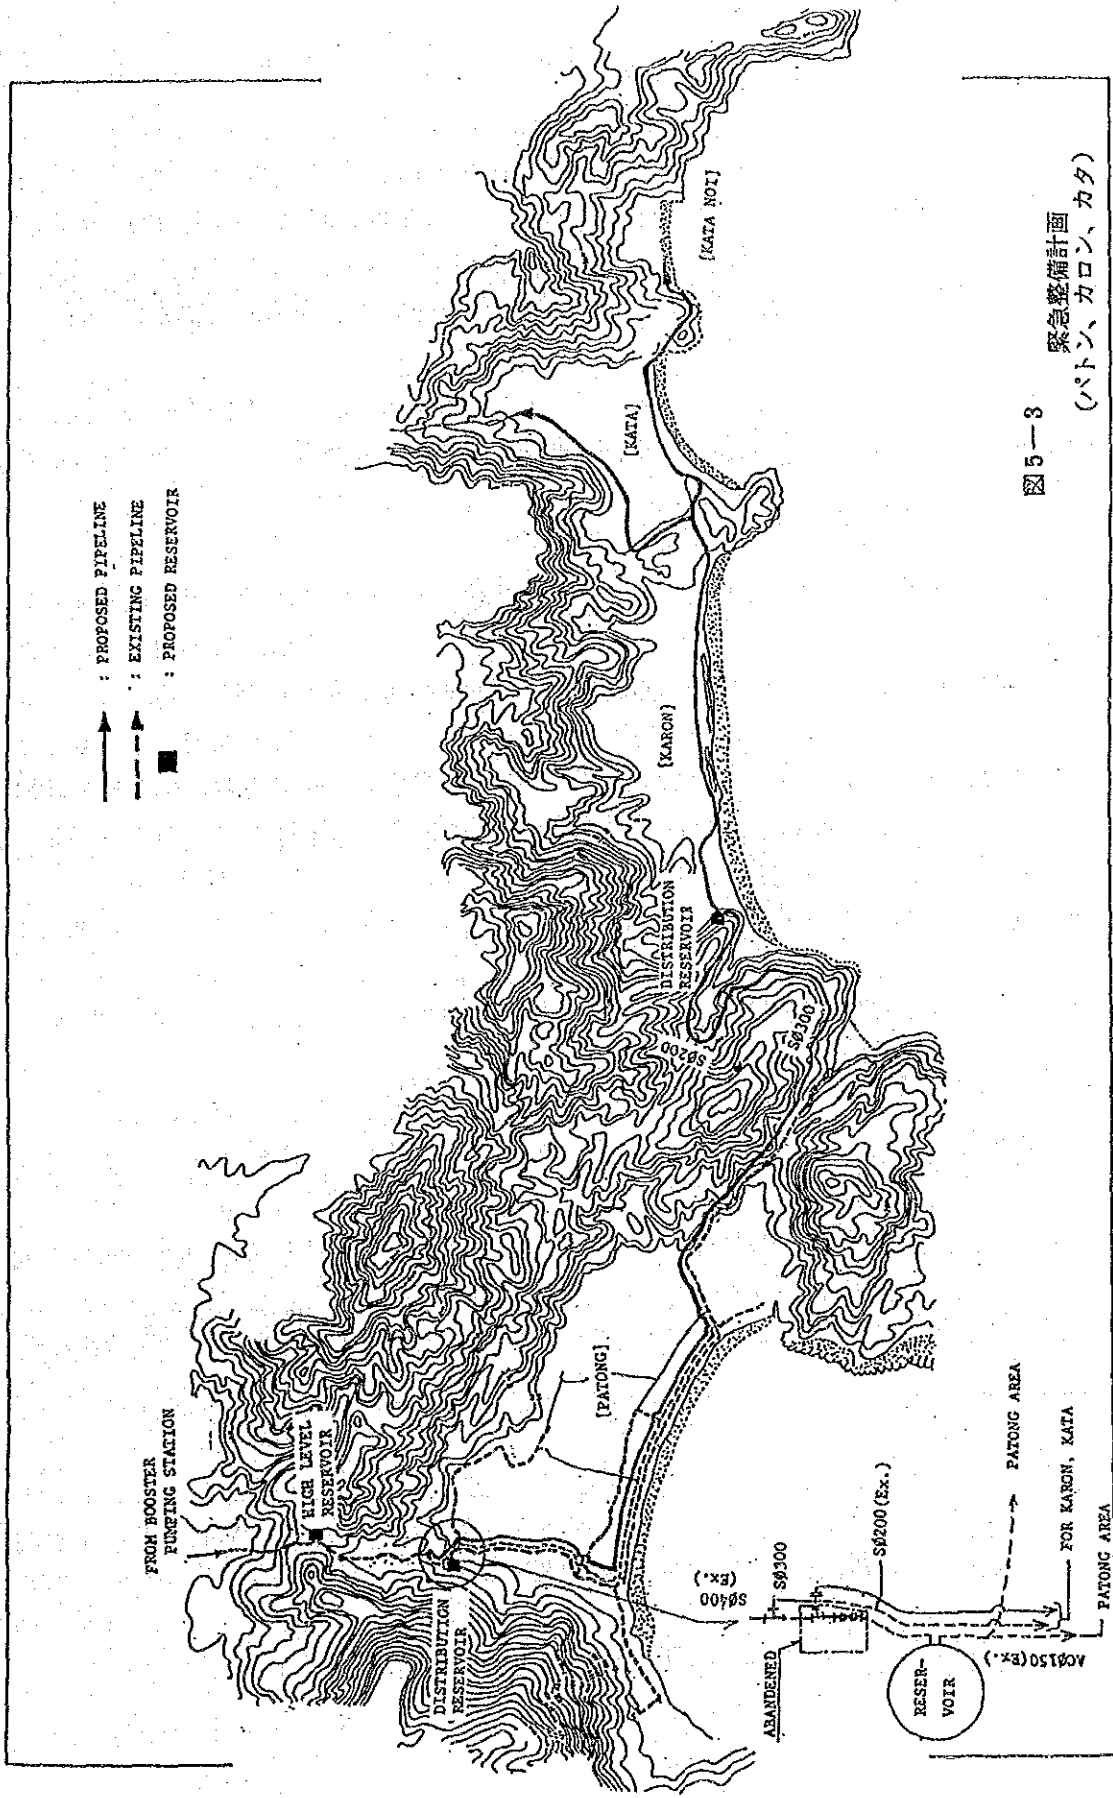 : PROPOSED PIPELINE
: EXISTING PIPELINE
: PROPOSED RESERVOIR
FROM BOOSTER
PUMPING STATION
HIGH LEVEL
RESERVOIR
DISTRIBUTION
RESERVOIR
[PATONG]
SØ200
SØ300
DISTRIBUTION
RESERVOIR
[KARON]
[KATA]
[KATA NOI]
SØ400
(Ex.)
SØ300
ABANDENED
SØ200(Ex.)
RESER-
VOIR
ACØ150(Ex.)
PATONG AREA
FOR KARON, KATA
PATONG AREA
図5-3
緊急整備計画
(パトン、カロン、カタ)